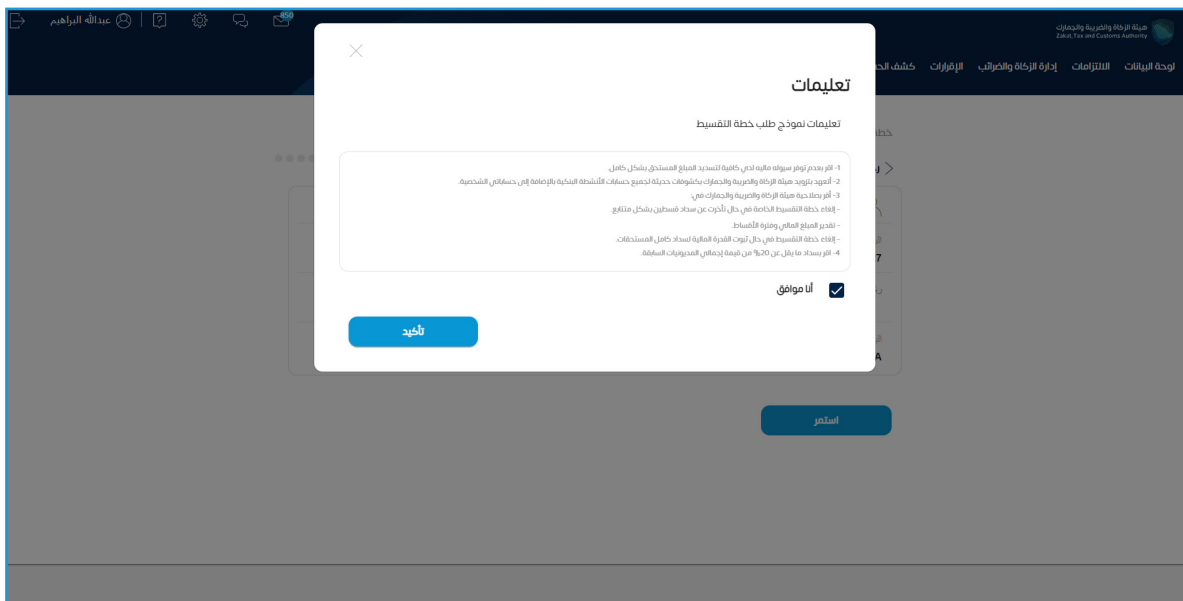 هيئة الزكاة والضريبة والجمارك
Zakat, Tax and Customs Authority
850
عبدالله البراهيم
لوحة البيانات
الالتزامات
إدارة الزكاة والضرائب
الإقرارات
كشف
تعليمات
تعليمات نموذج طلب خطة التقسيط
1- اقر بعدم توفر سيوله ماليه لدي كافية لتسديد المبلغ المستحق بشكل كامل.
2- أتعهد بتزويد هيئة الزكاة والضريبة والجمارك بكشوفات حديثة لجميع حسابات الأنشطة البنكية بالإضافة إلى حساباتي الشخصية.
3- أقر بصلاحية هيئة الزكاة والضريبة والجمارك في:
- إلغاء خطة التقسيط الخاصة في حال تأخرت عن سداد قسطين بشكل متتابع.
- تقدير المبلغ المالي وفترة الأقساط.
- إلغاء خطة التقسيط في حال ثبوت القدرة المالية لسداد كامل المستحقات.
4- اقر بسداد ما يقل عن 20% من قيمة إجمالي المديونيات السابقة.
أنا موافق
تأكيد
7
A
استمر